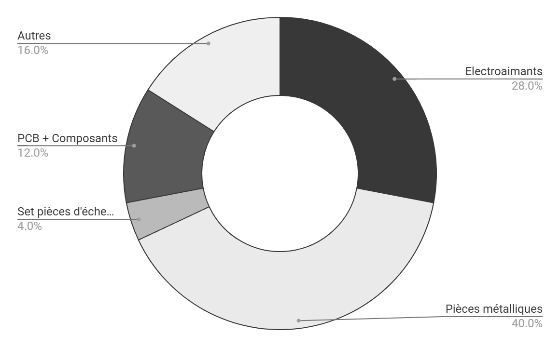 Autres
16.0%
Electroaimants
28.0%
PCB + Composants
12.0%
Set pièces d'éche...
4.0%
Pièces métalliques
40.0%